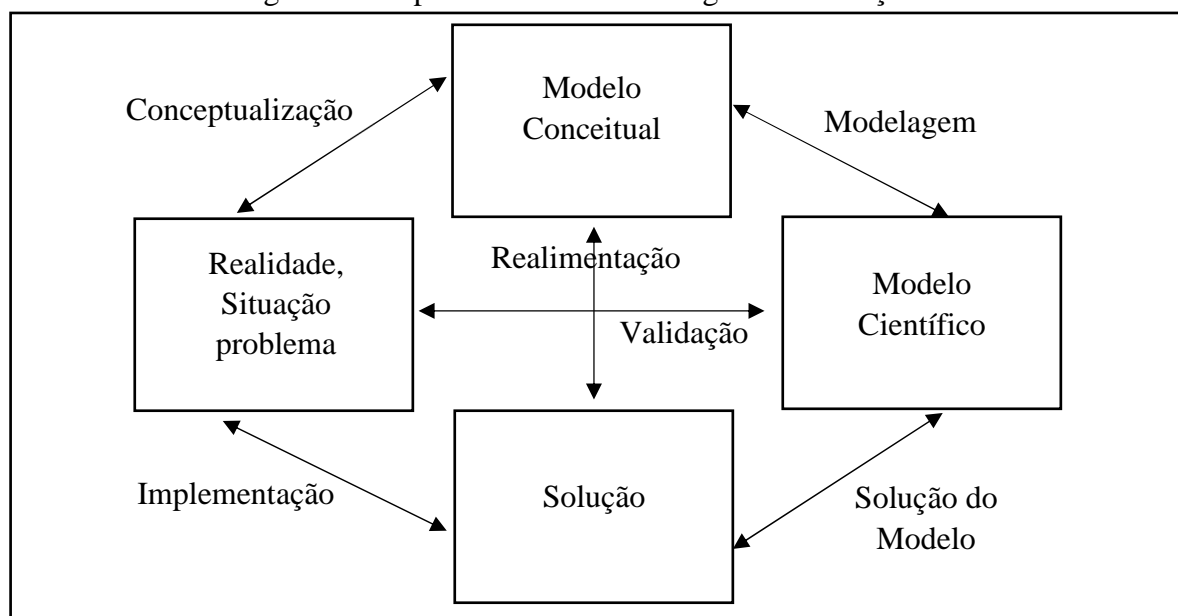 Modelo
Conceitual
Conceptualização
Modelagem
Realidade,
Situação
problema
Realimentação
Modelo
Científico
Validação
Implementação
Solução
Solução do
Modelo